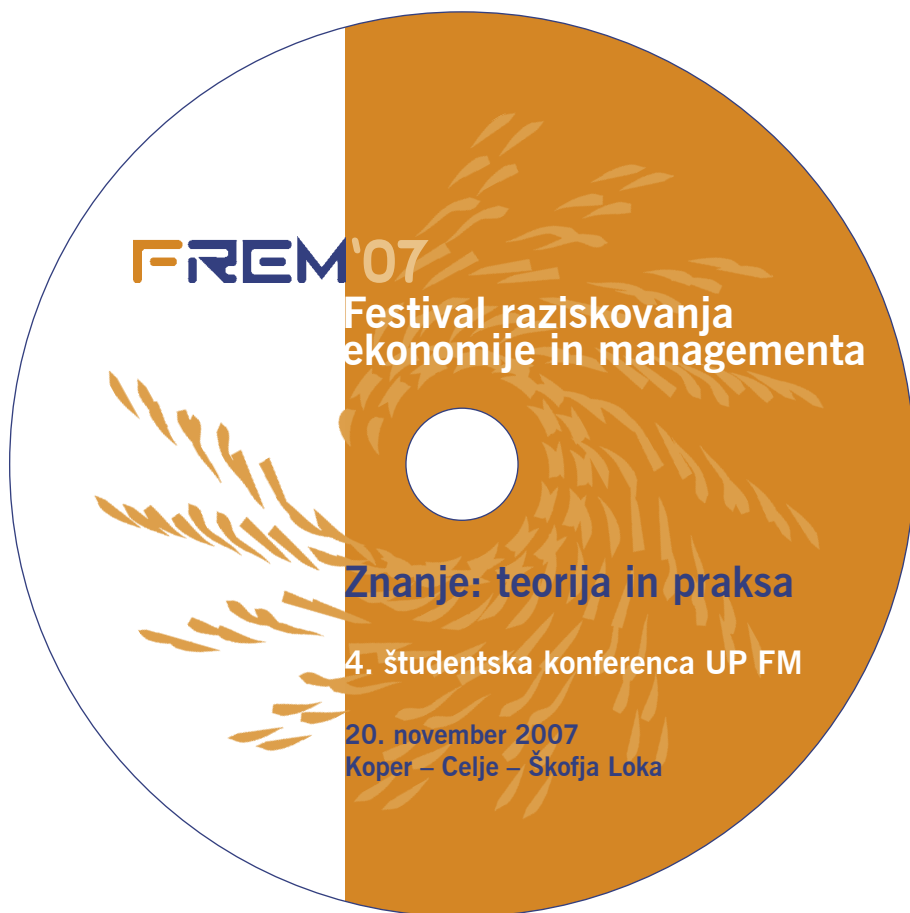 FREM'07
Festival raziskovanja
ekonomije in managementa
Znanje: teorija in praksa
4. študentska konferenca UP FM
20. november 2007
Koper – Celje – Škofja Loka